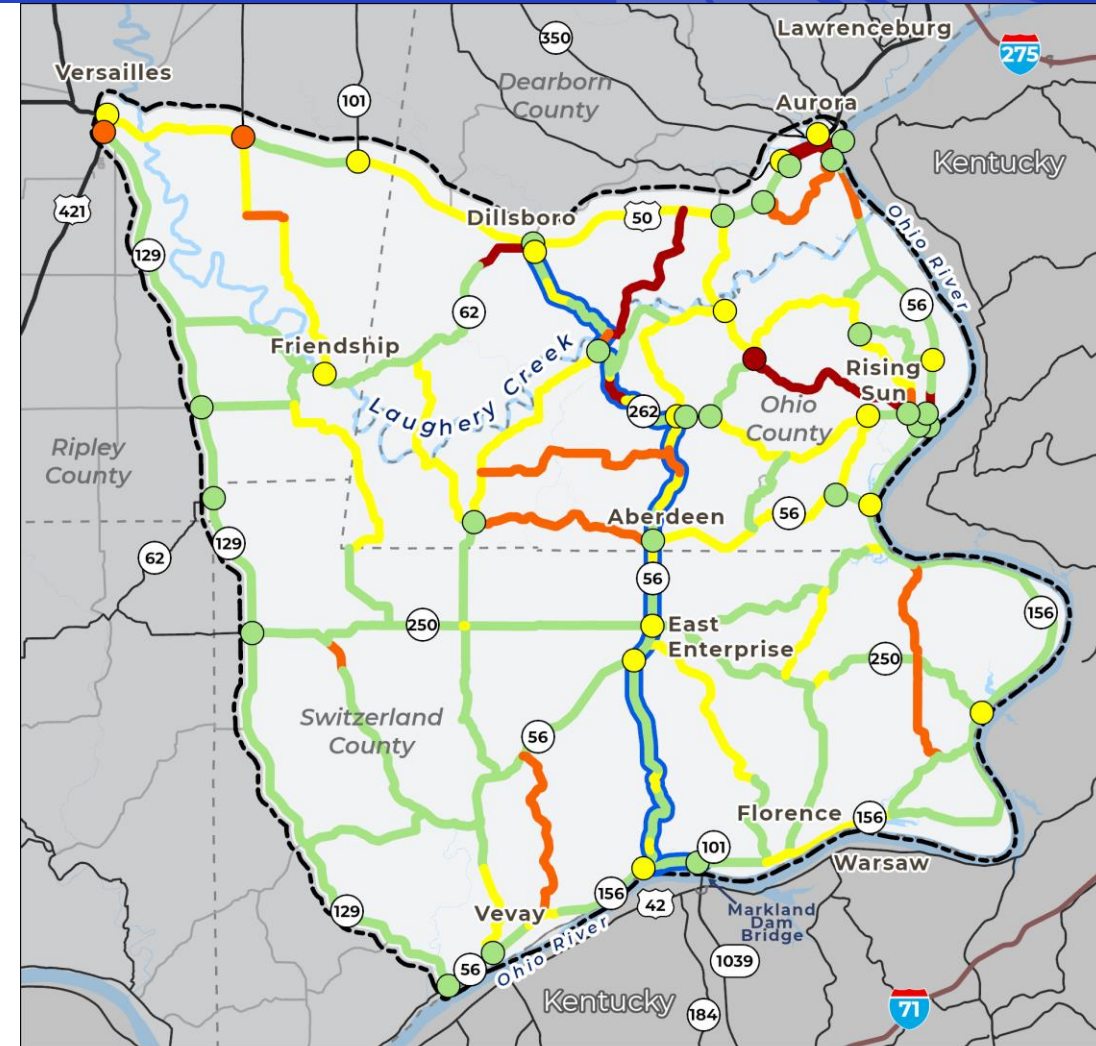 Lawrenceburg
350
275
Versailles
Dearborn
County
101
Aurora
Kentucky
421
Dillsboro
50
129
Ohio River
62
56
Friendship
Laughery Creek
Rising
Sun
262
Ohio
County
Ripley
County
56
Aberdeen
129
62
56
156
250
East
Enterprise
250
Switzerland
County
56
Florence
156
101
Warsaw
156
42
129
Vevay
Markland
Dam
Bridge
56
Ohio River
1039
Kentucky
184
71